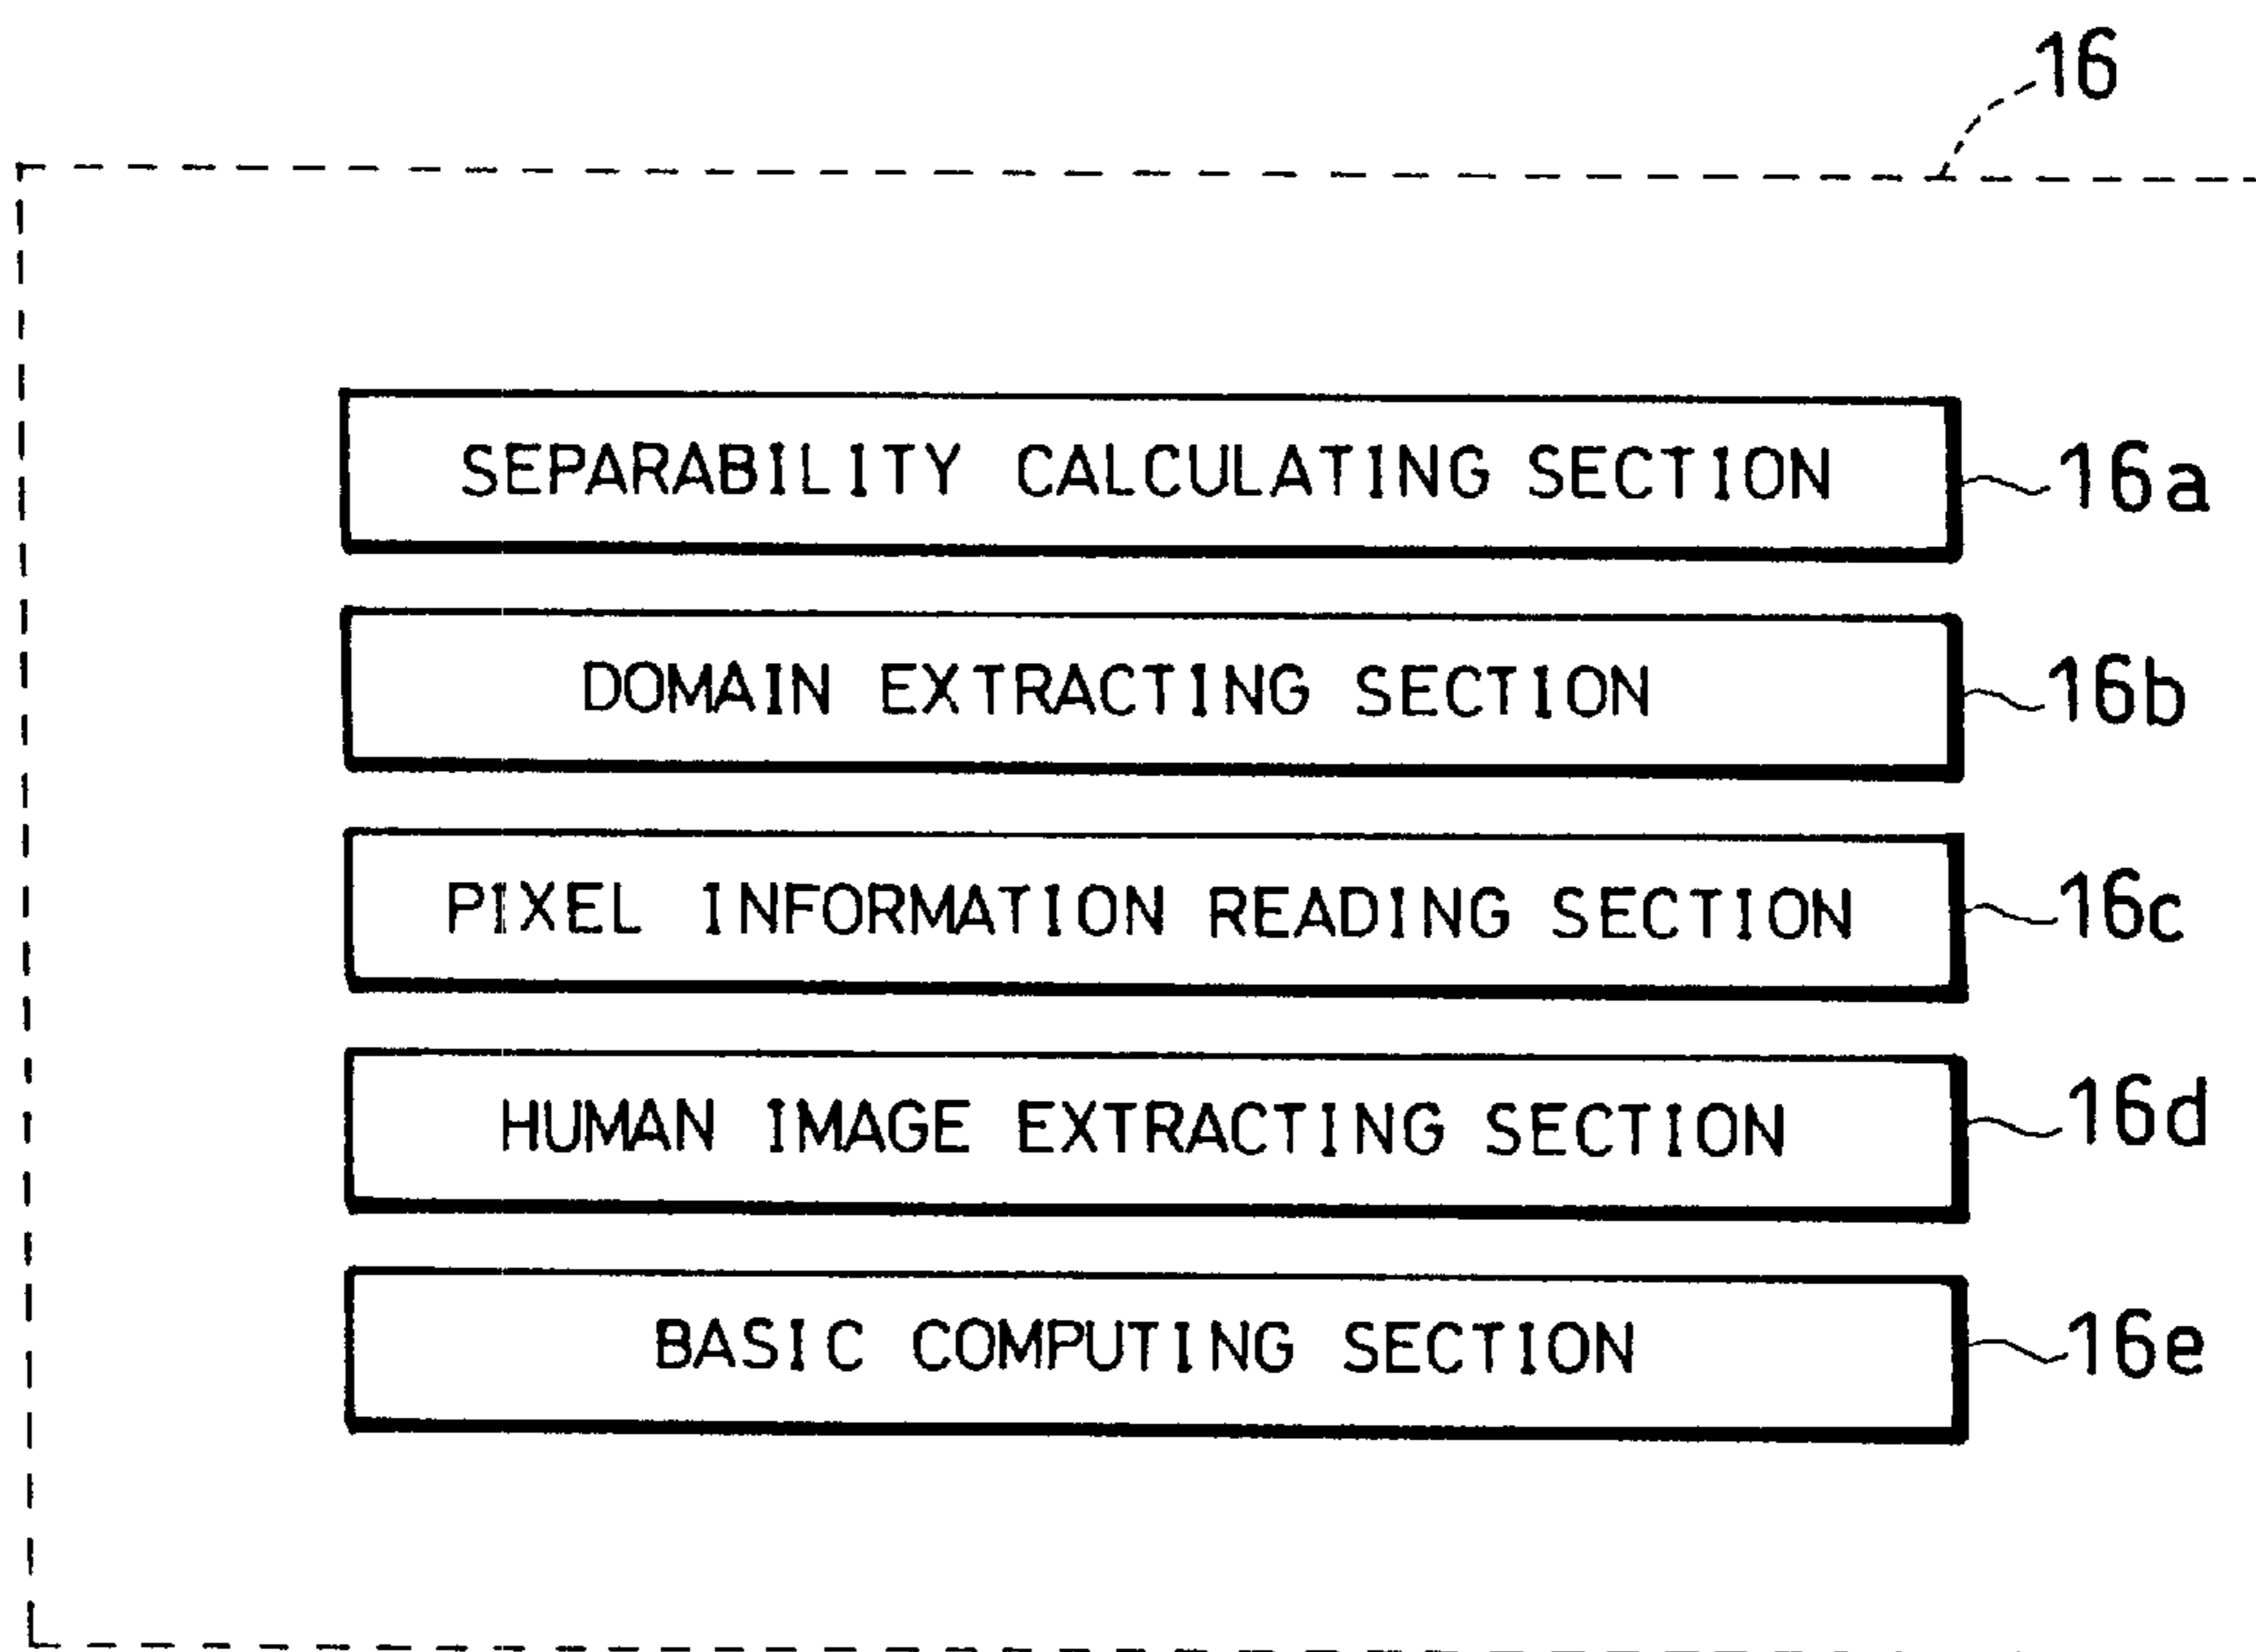 16
SEPARABILITY CALCULATING SECTION 16a
DOMAIN EXTRACTING SECTION 16b
PIXEL INFORMATION READING SECTION 16c
HUMAN IMAGE EXTRACTING SECTION 16d
BASIC COMPUTING SECTION 16e